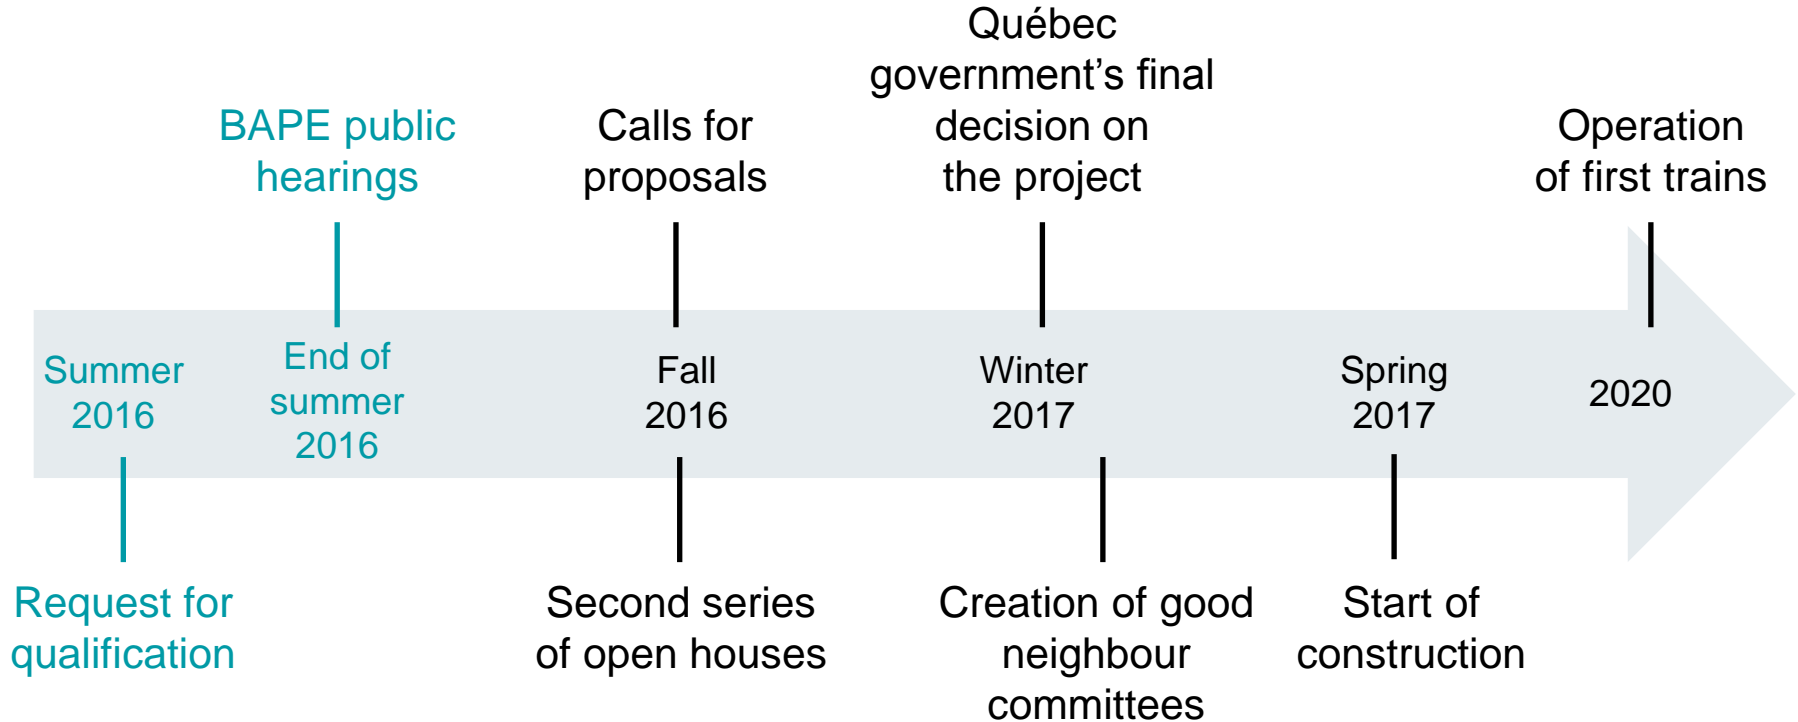 BAPE public
hearings
Calls for
proposals
Québec
government’s final
decision on
the project
Operation
of first trains
Summer
2016
End of
summer
2016
Fall
2016
Winter
2017
Spring
2017
2020
Request for
qualification
Second series
of open houses
Creation of good
neighbour
committees
Start of
construction